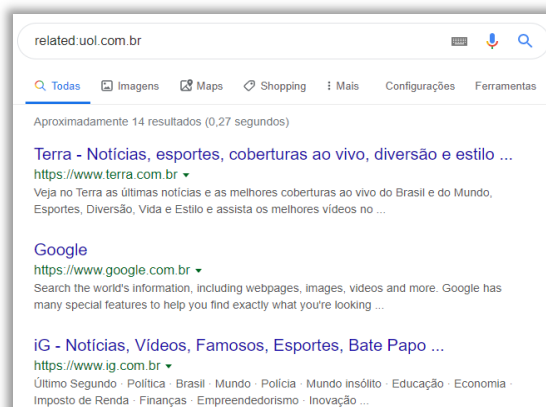 related:uol.com.br
Todas Imagens Maps Shopping Mais Configurações Ferramentas
Aproximadamente 14 resultados (0,27 segundos)
Terra - Notícias, esportes, coberturas ao vivo, diversão e estilo ...
https://www.terra.com.br
Veja no Terra as últimas notícias e as melhores coberturas ao vivo do Brasil e do Mundo,
Esportes, Diversão, Vida e Estilo e assista os melhores vídeos no ...
Google
https://www.google.com.br
Search the world's information, including webpages, images, videos and more. Google has
many special features to help you find exactly what you're looking ...
iG - Notícias, Vídeos, Famosos, Esportes, Bate Papo ...
https://www.ig.com.br
Último Segundo · Política · Brasil · Mundo · Polícia · Mundo insólito · Educação · Economia ·
Imposto de Renda · Finanças · Empreendedorismo · Inovação ...